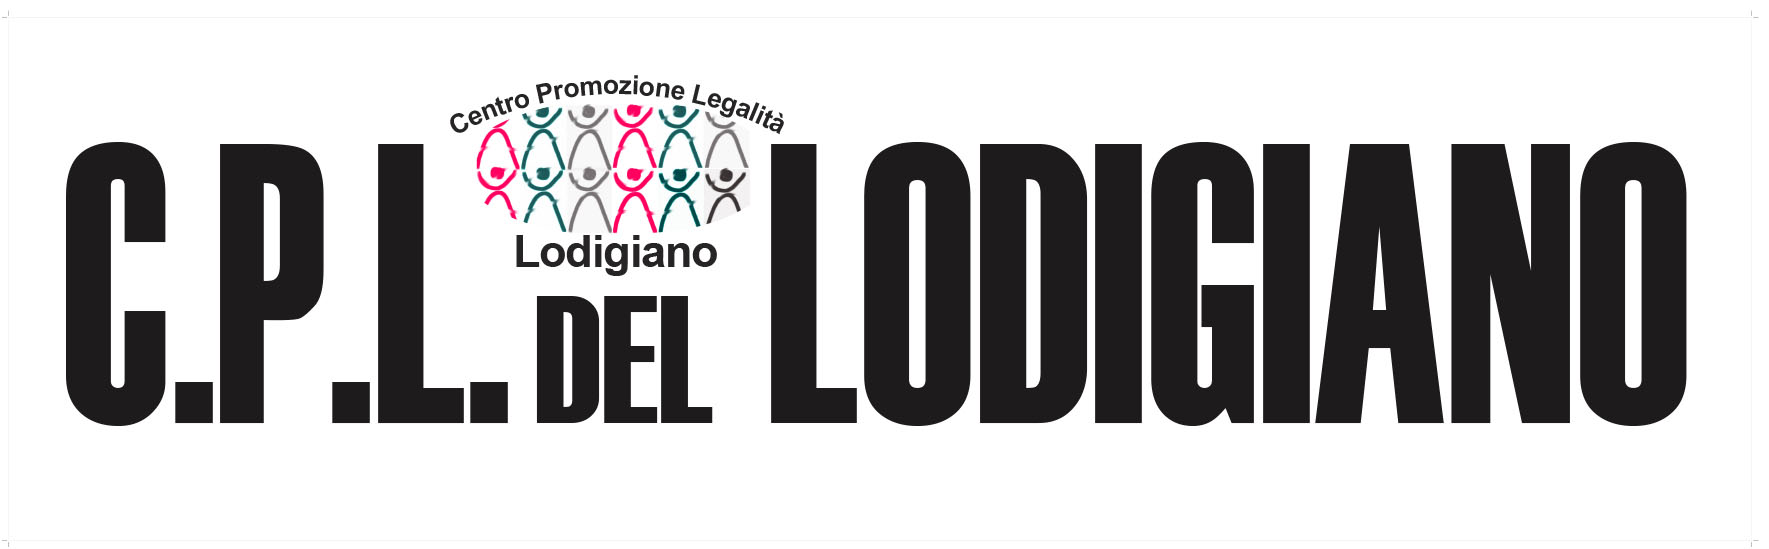 Centro Promozione Legalità
Lodigiano
C.P.L. DEL LODIGIANO